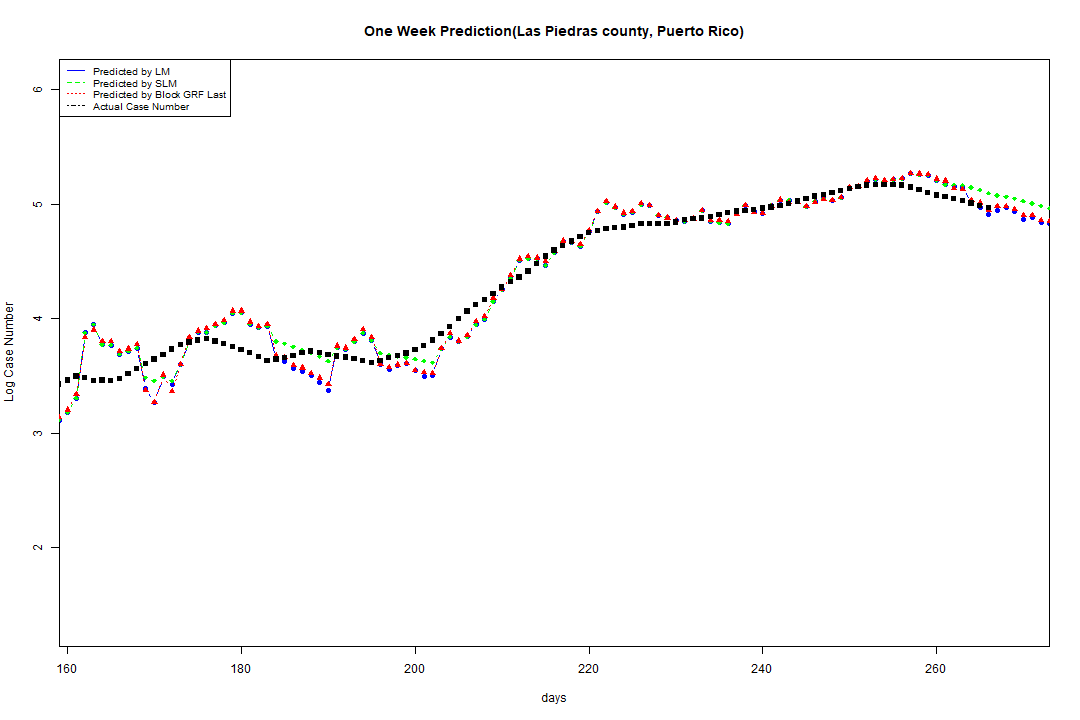 One Week Prediction(Las Piedras county, Puerto Rico)
Predicted by LM
Predicted by SLM
Predicted by Block GRF Last
Actual Case Number
6
5
4
3
2
Log Case Number
160 180 200 220 240 260
days